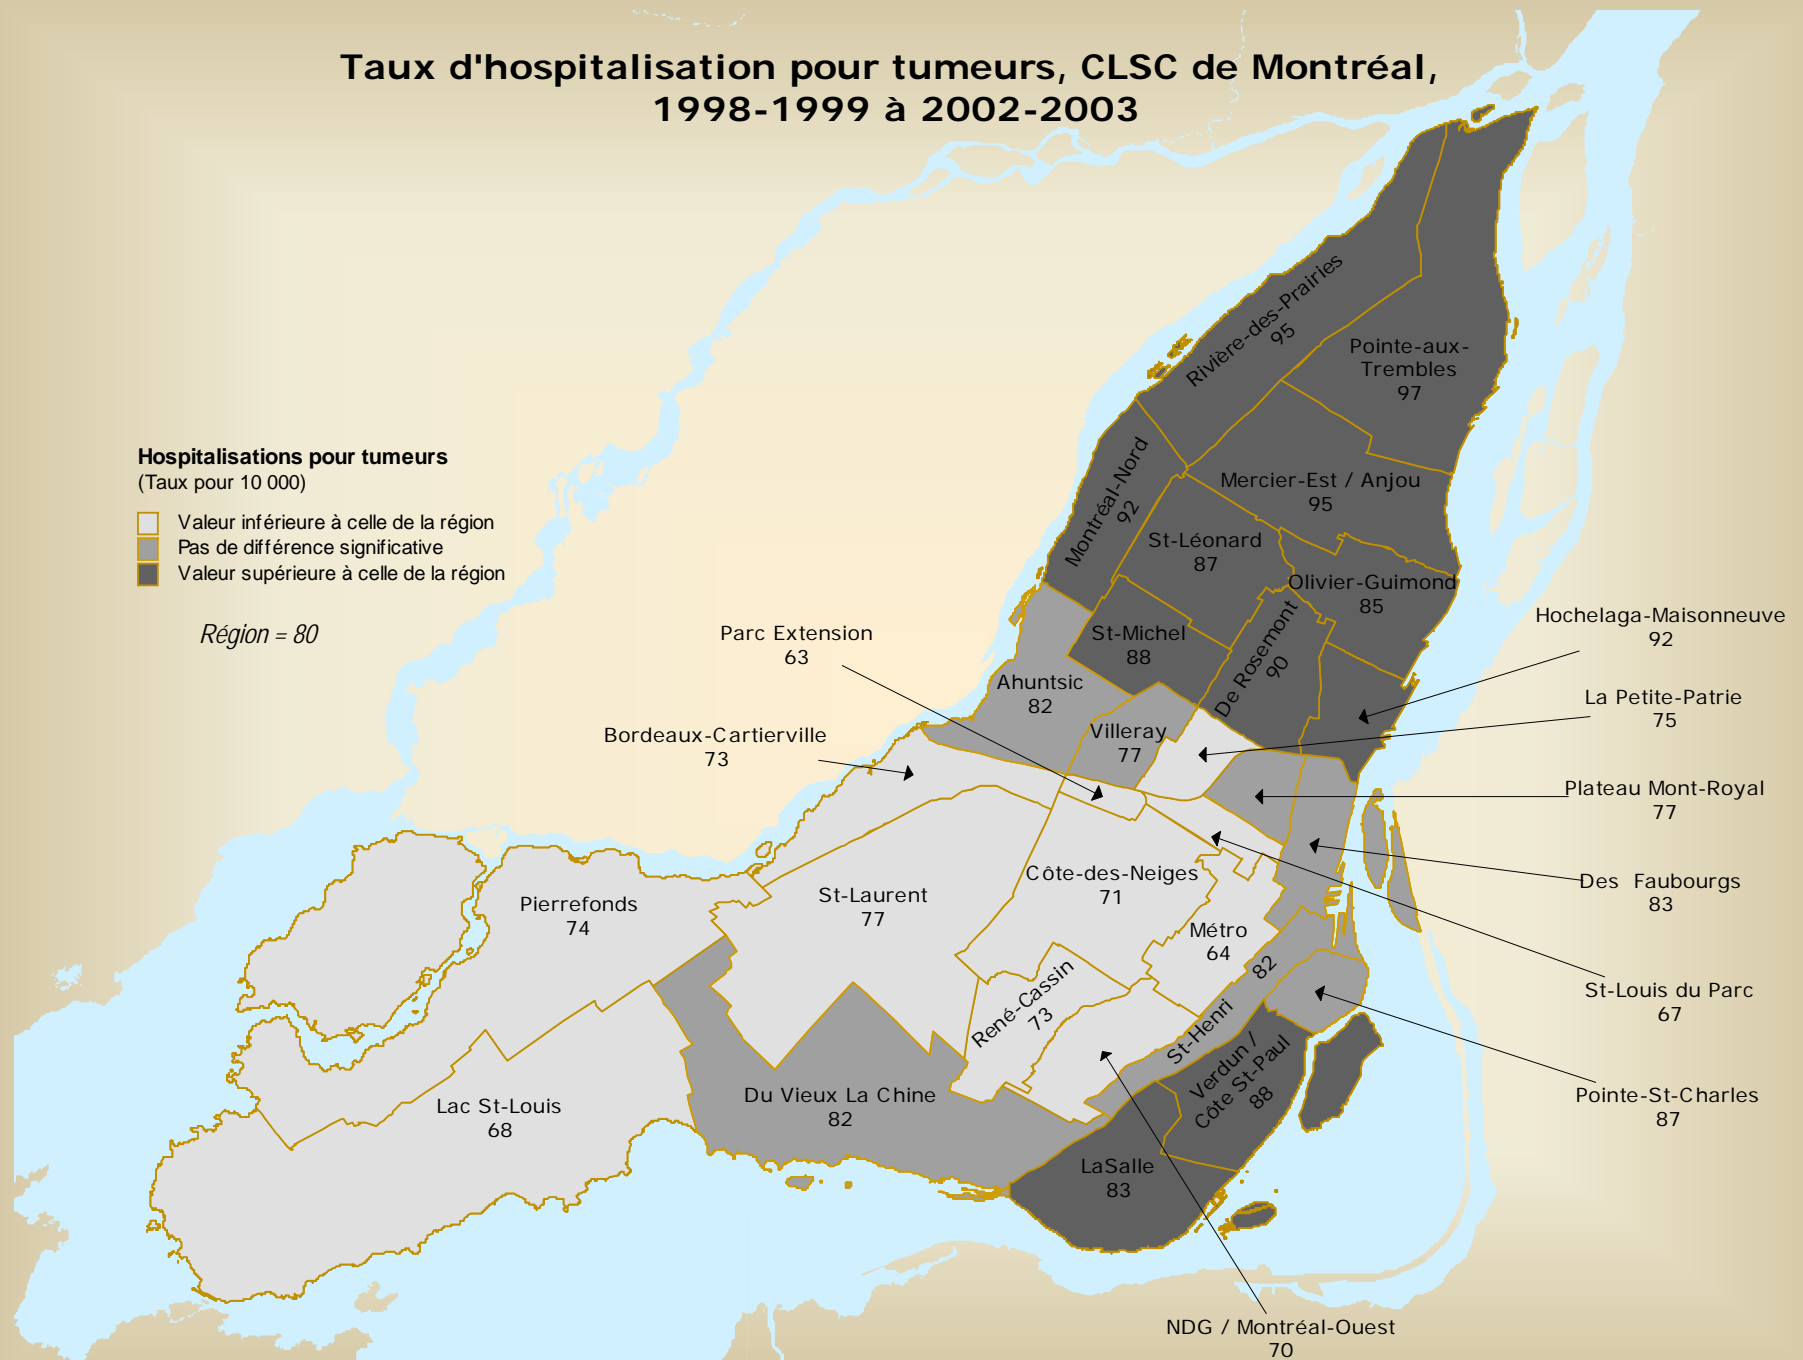 Taux d'hospitalisation pour tumeurs, CLSC de Montréal,
1998-1999 à 2002-2003
Hospitalisations pour tumeurs
(Taux pour 10 000)
Valeur inférieure à celle de la région
Pas de différence significative
Valeur supérieure à celle de la région
Région = 80
Rivière-des-Prairies
95
Pointe-aux-
Trembles
97
Montréal-Nord
92
Mercier-Est / Anjou
95
St-Léonard
87
Olivier-Guimond
85
St-Michel
88
De Rosemont
90
Hochelaga-Maisonneuve
92
Parc Extension
63
Ahuntsic
82
Villeray
77
La Petite-Patrie
75
Bordeaux-Cartierville
73
Plateau Mont-Royal
77
Des  Faubourgs
83
Pierrefonds
74
St-Laurent
77
Côte-des-Neiges
71
Métro
64
St-Louis du Parc
67
René-Cassin
73
St-Henri
82
Verdun /
Côte St-Paul
88
Pointe-St-Charles
87
Lac St-Louis
68
Du Vieux La Chine
82
LaSalle
83
NDG / Montréal-Ouest
70